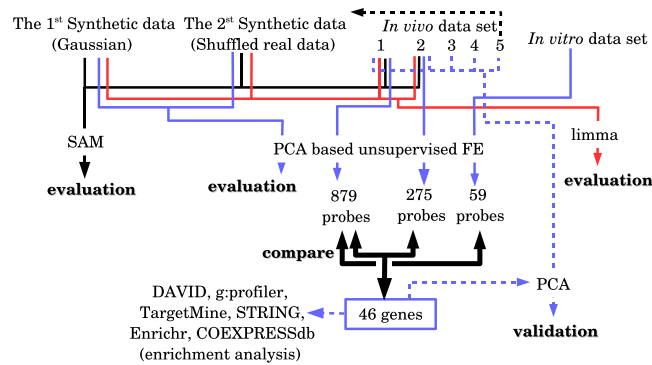 The 1st Synthetic data
(Gaussian)
The 2st Synthetic data
(Shuffled real data)
In vivo data set
1 2 3 4 5
In vitro data set
SAM
evaluation
PCA based unsupervised FE
evaluation
limma
evaluation
879
probes
275
probes
59
probes
compare
DAVID, g:profiler,
TargetMine, STRING,
Enrichr, COEXPRESSdb
(enrichment analysis)
46 genes
PCA
validation